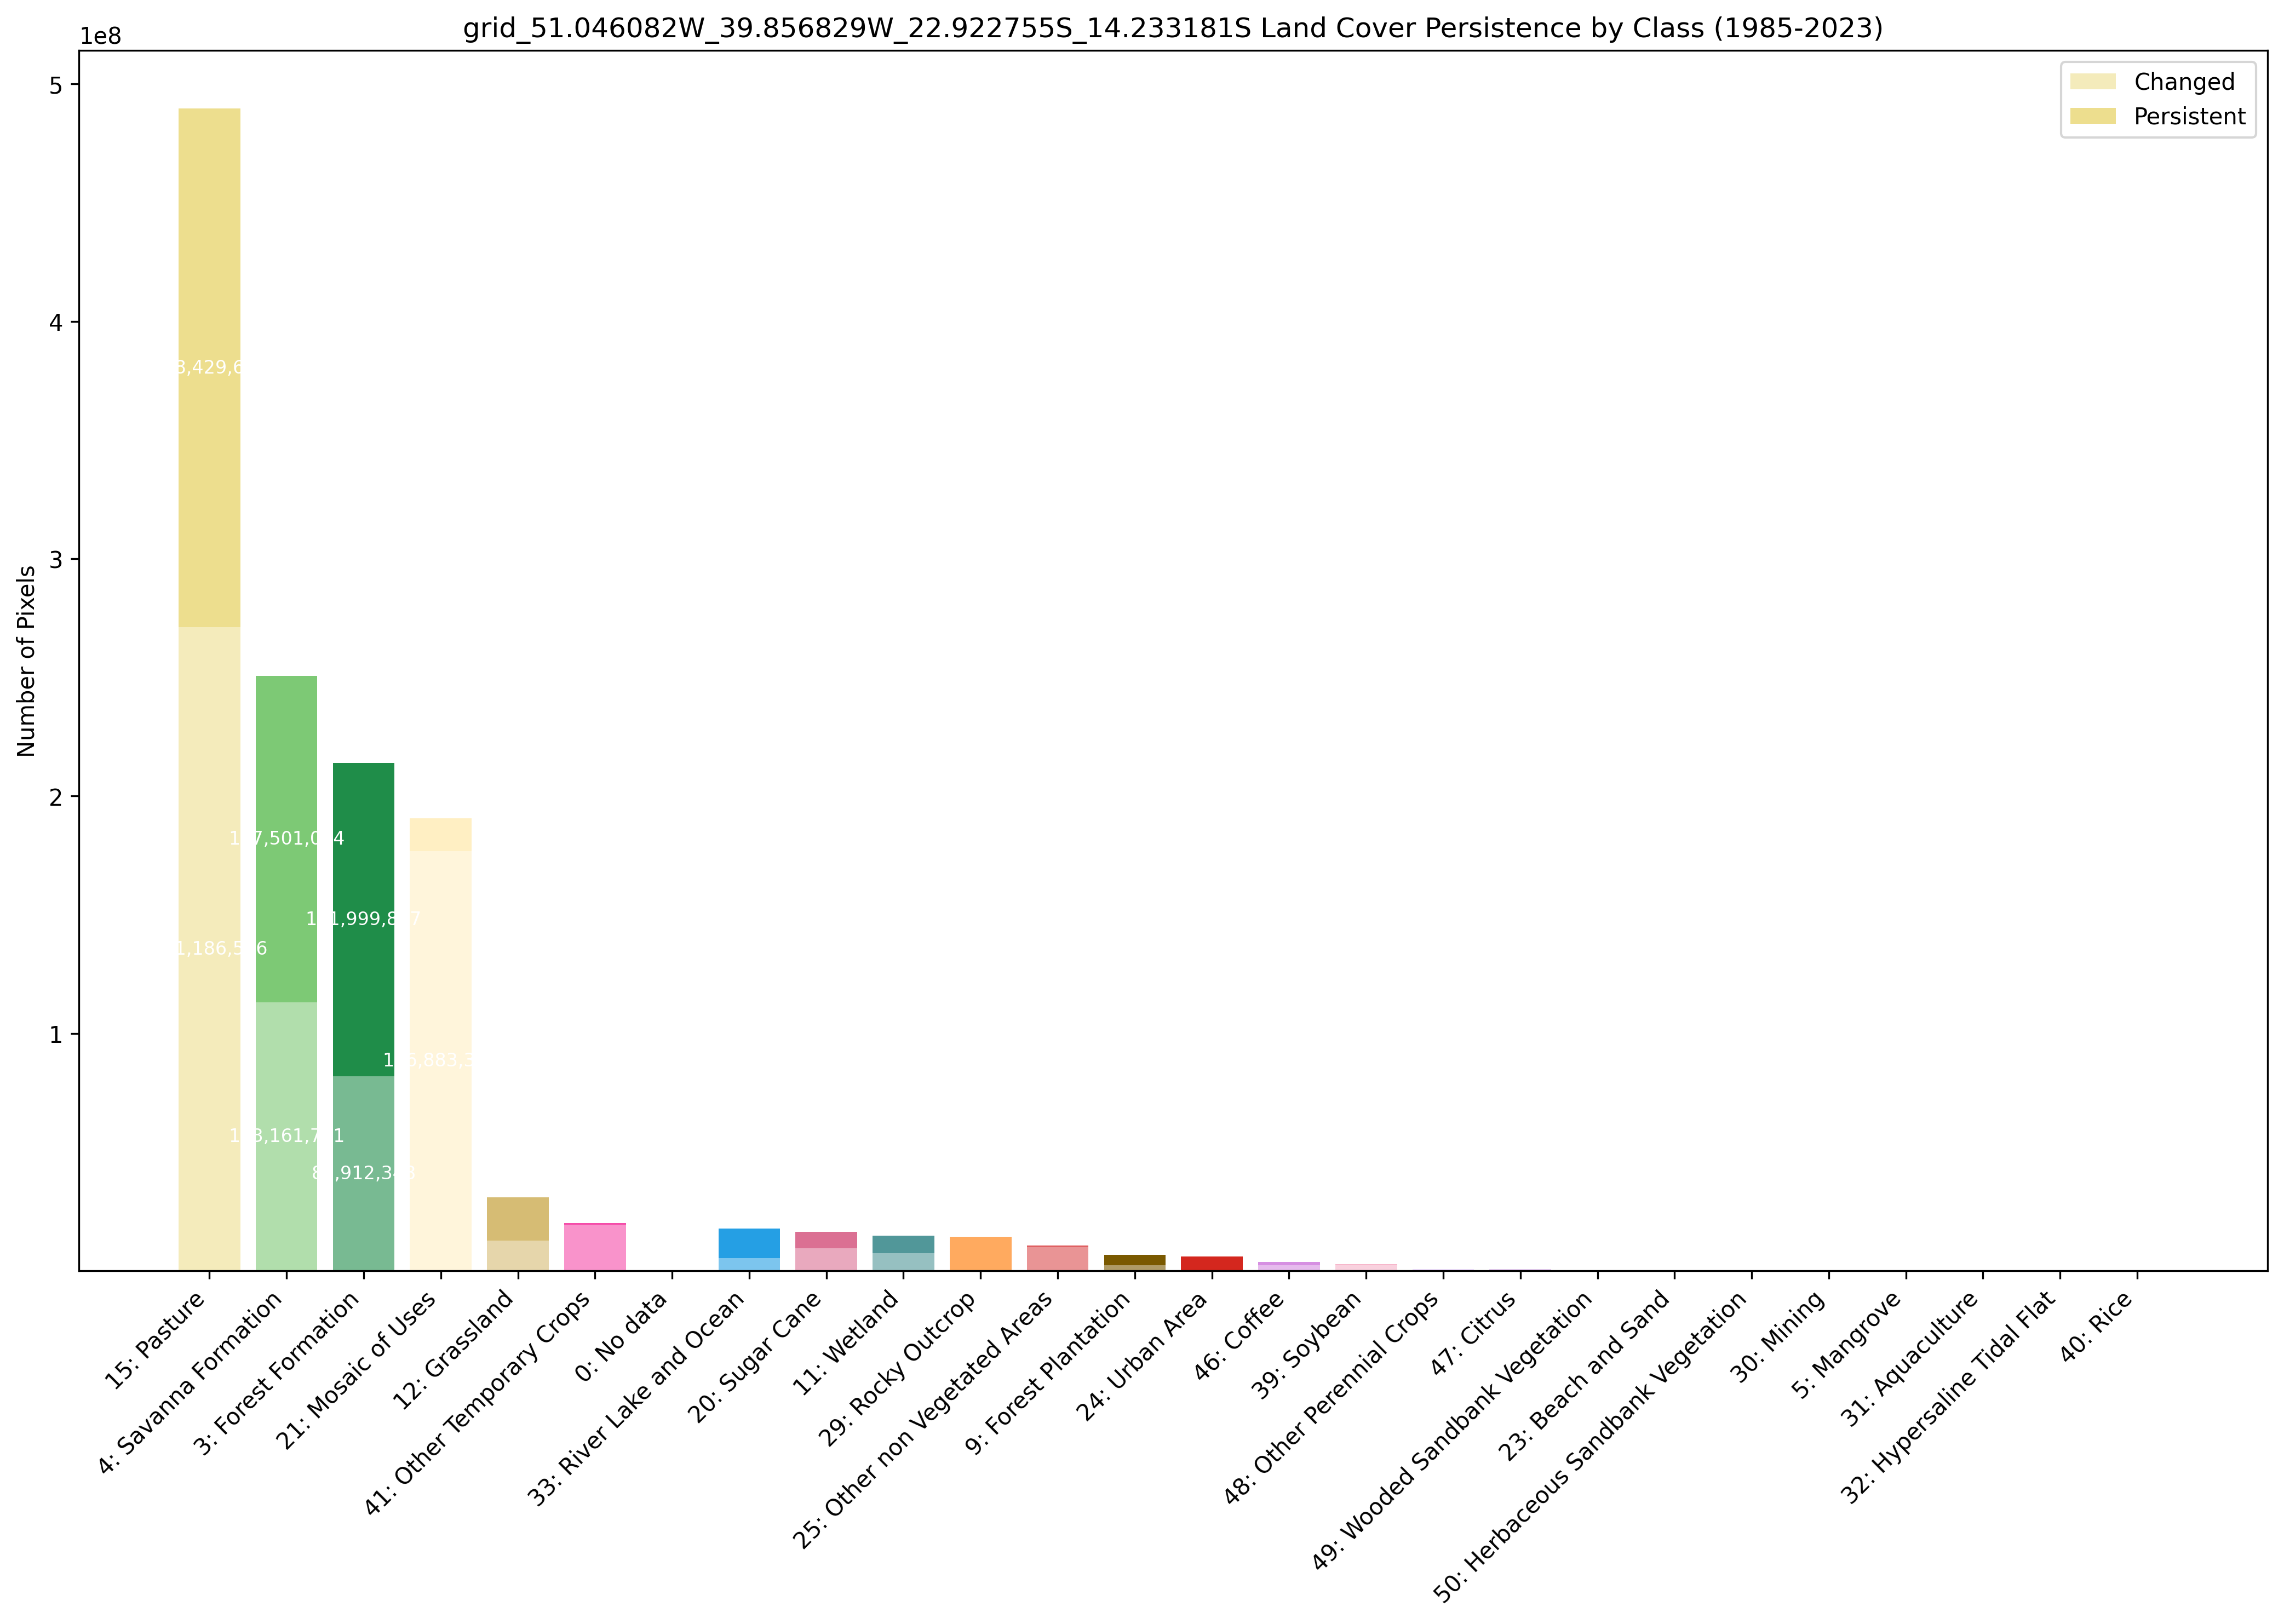 grid_51.046082W_39.856829W_22.922755S_14.233181S Land Cover Persistence by Class (1985-2023)
1e8
Changed
Persistent
5
4
3
2
1
Number of Pixels
15: Pasture
4: Savanna Formation
3: Forest Formation
21: Mosaic of Uses
12: Grassland
41: Other Temporary Crops
0: No data
33: River Lake and Ocean
20: Sugar Cane
11: Wetland
29: Rocky Outcrop
25: Other non Vegetated Areas
9: Forest Plantation
24: Urban Area
46: Coffee
39: Soybean
48: Other Perennial Crops
47: Citrus
49: Wooded Sandbank Vegetation
23: Beach and Sand
50: Herbaceous Sandbank Vegetation
30: Mining
5: Mangrove
31: Aquaculture
32: Hypersaline Tidal Flat
40: Rice